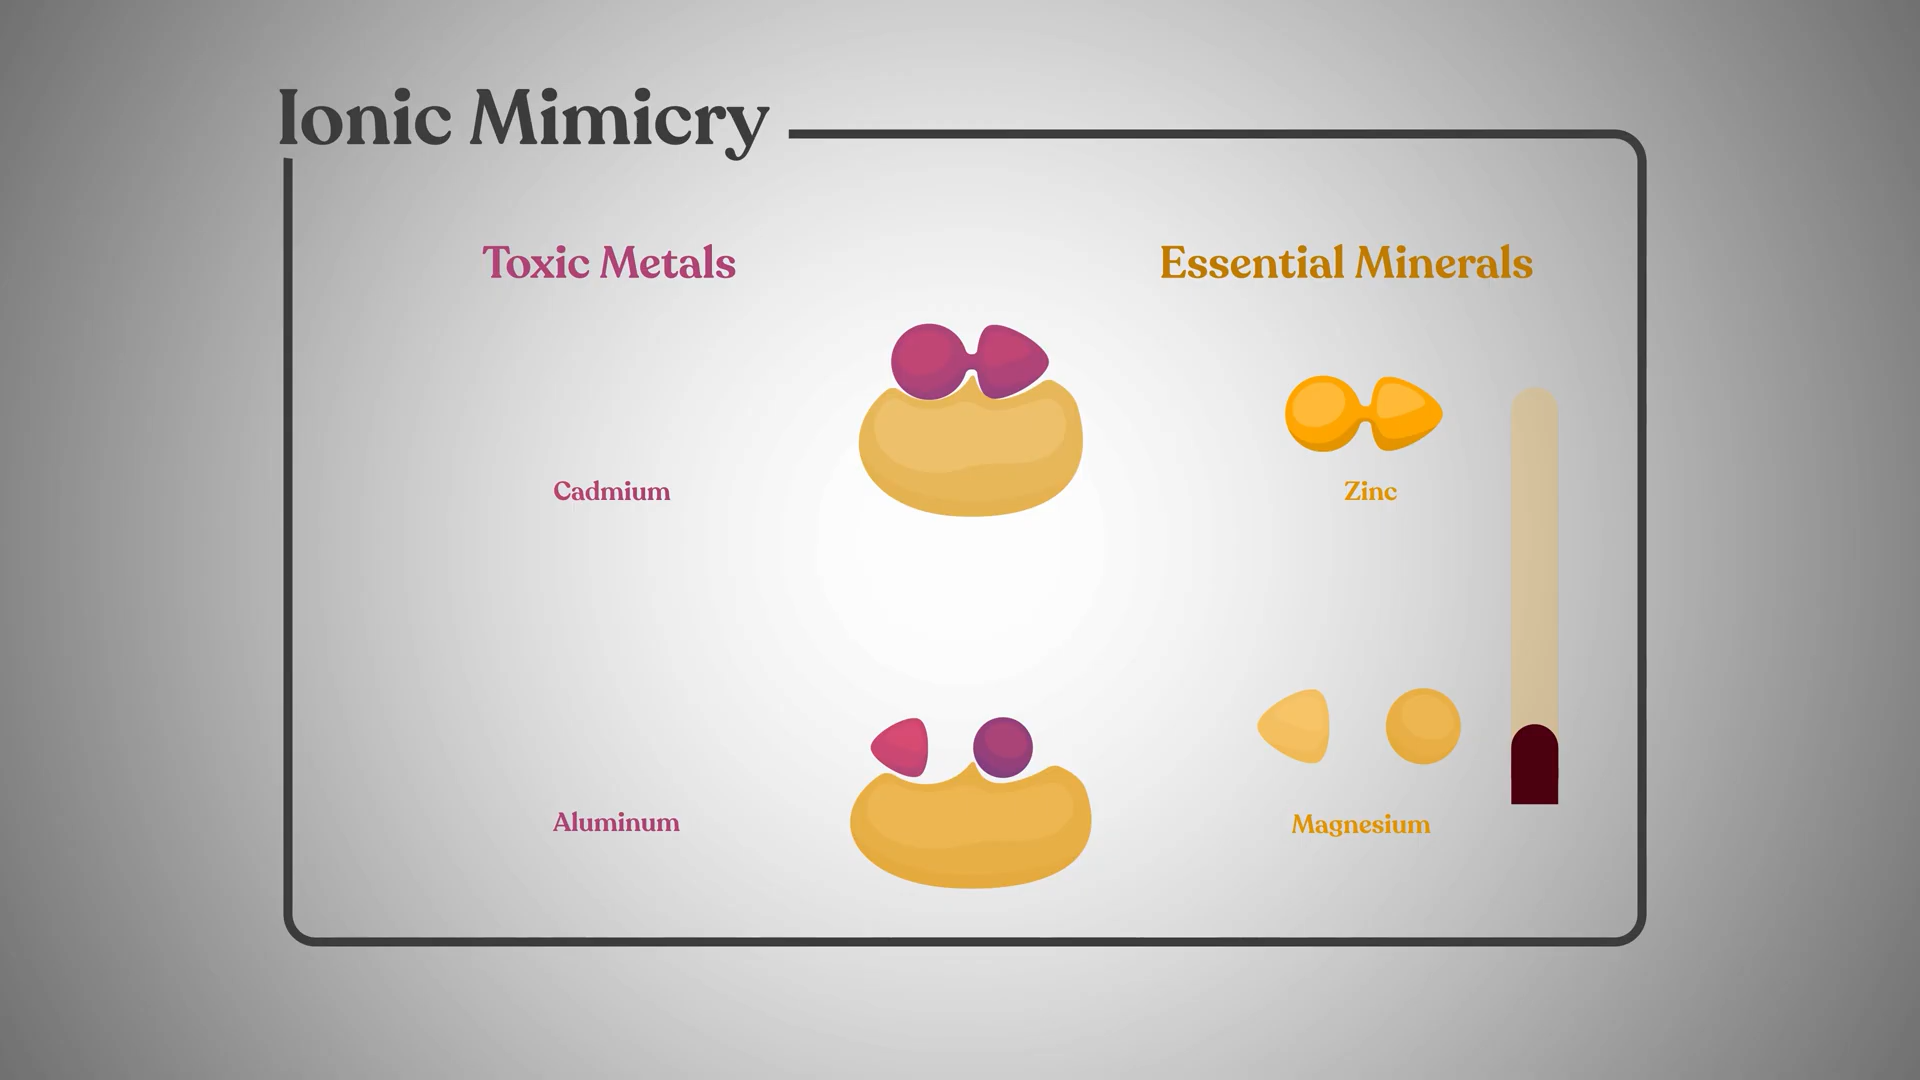 Ionic Mimicry
Toxic Metals
Essential Minerals
Cadmium
Zinc
Aluminum
Magnesium